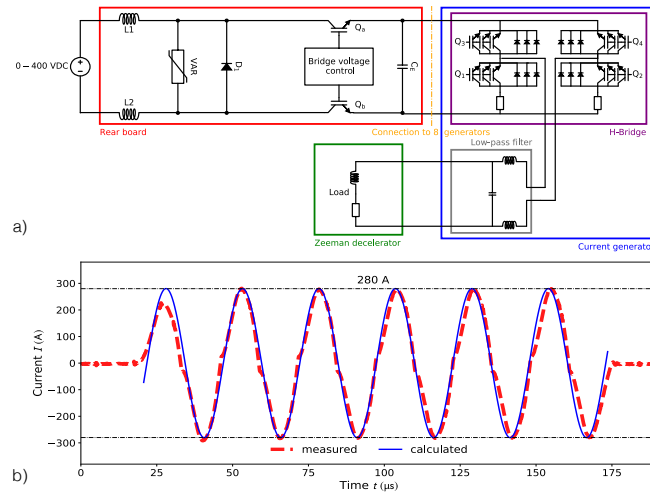 a)
0 – 400 VDC
L1
L2
VAR
D₁
Qₐ
Bridge voltage
control
Q_b
C_E
Rear board
Connection to 8 generators
Q₃
Q₄
Q₁
Q₂
H-Bridge
Low-pass filter
Load
Zeeman decelerator
Current generator
b)
280 A
Current I (A)
300
200
100
0
−100
−200
−300
measured
calculated
0
25
50
75
100
125
150
175
Time t (μs)